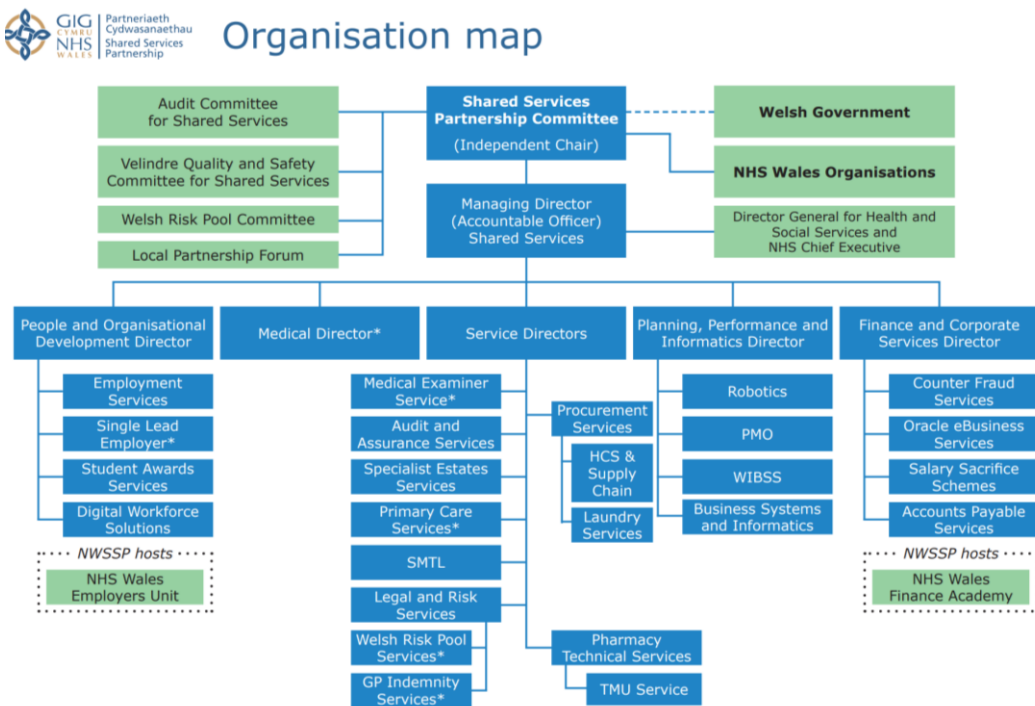 GIG
CYMRU
NHS
WALES
Partneriaeth
Cydwasanaethau
Shared Services
Partnership
Organisation map
Audit Committee
for Shared Services
Velindre Quality and Safety
Committee for Shared Services
Welsh Risk Pool Committee
Local Partnership Forum
Shared Services
Partnership Committee
(Independent Chair)
Managing Director
(Accountable Officer)
Shared Services
Welsh Government
NHS Wales Organisations
Director General for Health and
Social Services and
NHS Chief Executive
People and Organisational
Development Director
Medical Director*
Service Directors
Planning, Performance and
Informatics Director
Finance and Corporate
Services Director
Employment
Services
Single Lead
Employer*
Student Awards
Services
Digital Workforce
Solutions
NWSSP hosts
NHS Wales
Employers Unit
Medical Examiner
Service*
Audit and
Assurance Services
Specialist Estates
Services
Primary Care
Services*
SMTL
Legal and Risk
Services
Welsh Risk Pool
Services*
GP Indemnity
Services*
Procurement
Services
HCS &
Supply
Chain
Laundry
Services
Pharmacy
Technical Services
TMU Service
Robotics
PMO
WIBSS
Business Systems
and Informatics
Counter Fraud
Services
Oracle eBusiness
Services
Salary Sacrifice
Schemes
Accounts Payable
Services
NWSSP hosts
NHS Wales
Finance Academy